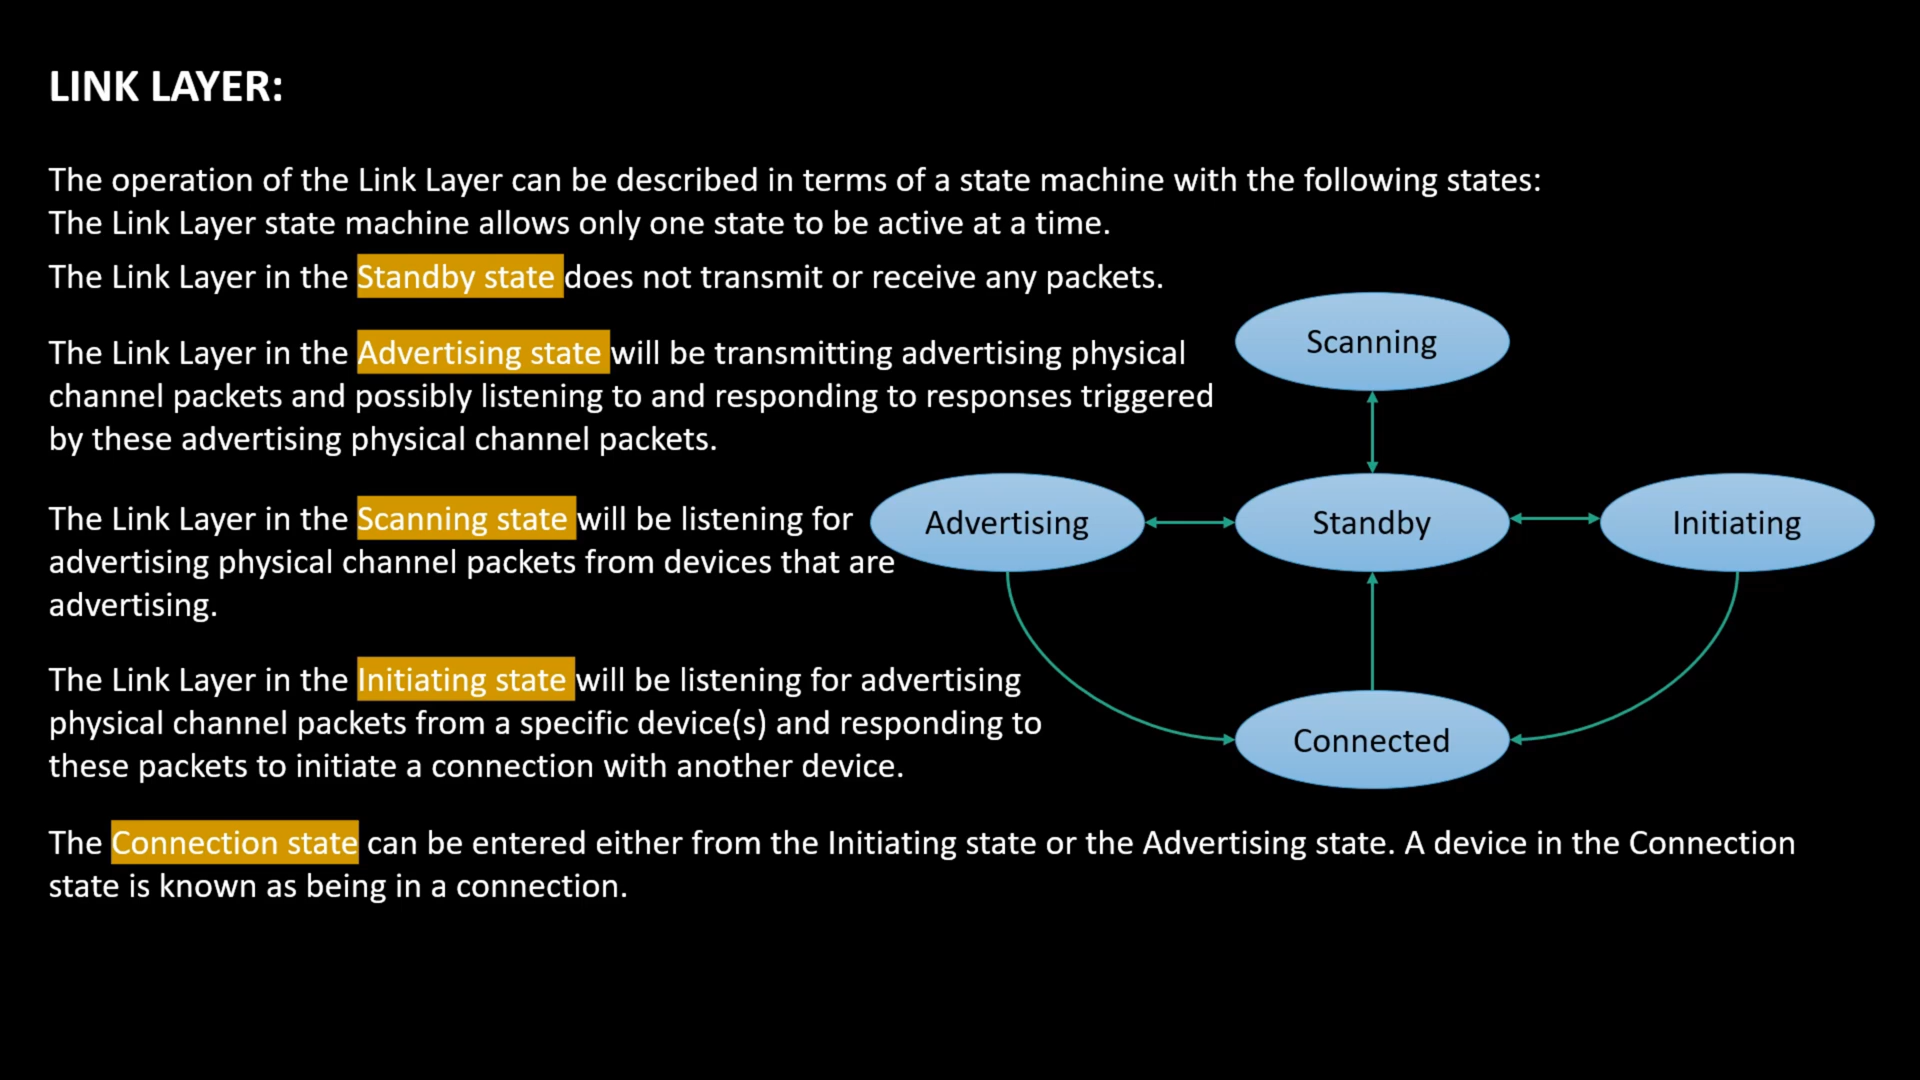 LINK LAYER:
The operation of the Link Layer can be described in terms of a state machine with the following states:
The Link Layer state machine allows only one state to be active at a time.
The Link Layer in the Standby state does not transmit or receive any packets.
The Link Layer in the Advertising state will be transmitting advertising physical
channel packets and possibly listening to and responding to responses triggered
by these advertising physical channel packets.
The Link Layer in the Scanning state will be listening for
advertising physical channel packets from devices that are
advertising.
The Link Layer in the Initiating state will be listening for advertising
physical channel packets from a specific device(s) and responding to
these packets to initiate a connection with another device.
The Connection state can be entered either from the Initiating state or the Advertising state. A device in the Connection
state is known as being in a connection.
Scanning
Advertising
Standby
Initiating
Connected